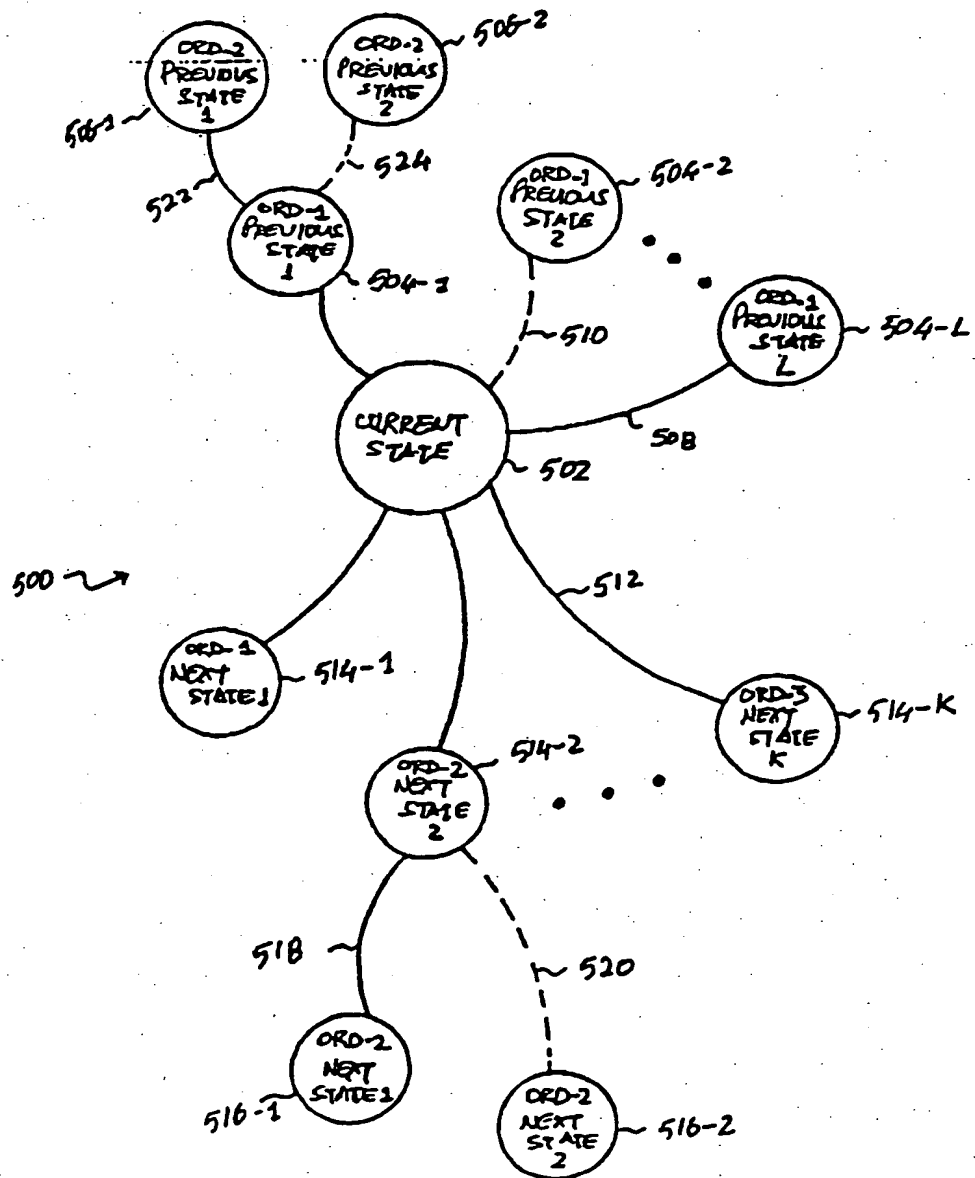 ORD-2
PREVIOUS
STATE
1
506-1
ORD-2
PREVIOUS
STATE
2
506-2
522
524
ORD-1
PREVIOUS
STATE
1
504-1
ORD-1
PREVIOUS
STATE
2
504-2
510
ORD-1
PREVIOUS
STATE
L
504-L
508
CURRENT
STATE
502
500
512
ORD-1
NEXT
STATE 1
514-1
ORD-2
NEXT
STATE
2
514-2
ORD-3
NEXT
STATE
K
514-K
518
520
ORD-2
NEXT
STATE 1
516-1
ORD-2
NEXT
STATE
2
516-2